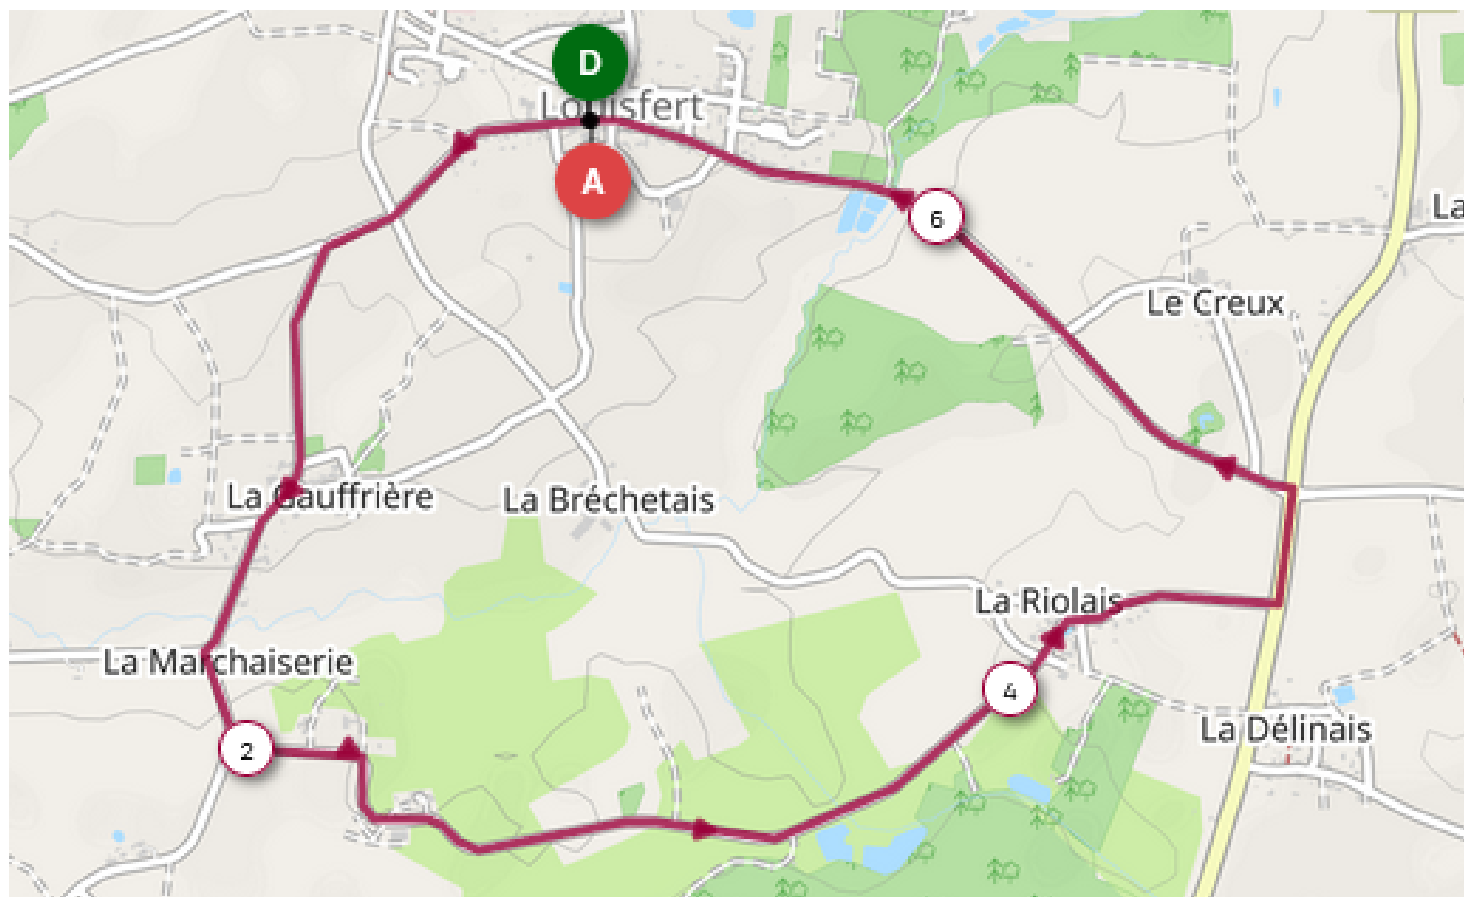 D
Louisfert
A
6
La
Le Creux
La Gauffrière
La Bréchetais
La Riolais
La Marchaiserie
4
2
La Délinais